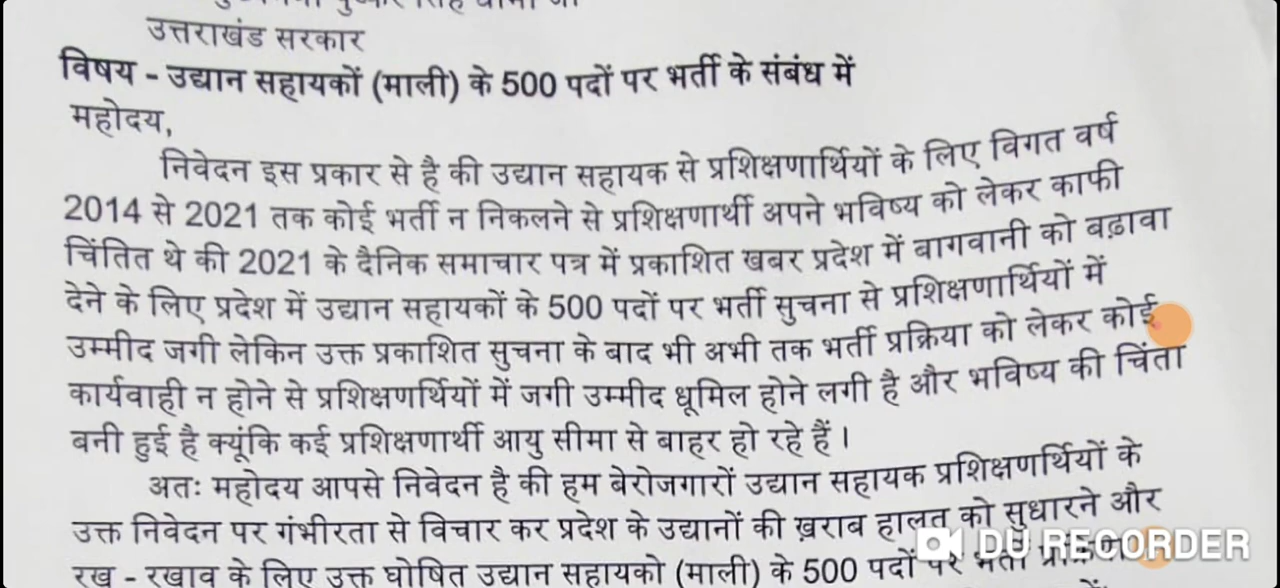 उत्तराखंड सरकार
विषय - उद्यान सहायकों (माली) के 500 पदों पर भर्ती के संबंध में
महोदय,
निवेदन इस प्रकार से है की उद्यान सहायक से प्रशिक्षणार्थियों के लिए विगत वर्ष
2014 से 2021 तक कोई भर्ती न निकलने से प्रशिक्षणार्थी अपने भविष्य को लेकर काफी
चिंतित थे की 2021 के दैनिक समाचार पत्र में प्रकाशित खबर प्रदेश में बागवानी को बढ़ावा
देने के लिए प्रदेश में उद्यान सहायकों के 500 पदों पर भर्ती सुचना से प्रशिक्षणार्थियों में
उम्मीद जगी लेकिन उक्त प्रकाशित सुचना के बाद भी अभी तक भर्ती प्रक्रिया को लेकर कोई
कार्यवाही न होने से प्रशिक्षणर्थियों में जगी उम्मीद धूमिल होने लगी है और भविष्य की चिंता
बनी हुई है क्यूंकि कई प्रशिक्षणार्थी आयु सीमा से बाहर हो रहे हैं ।
अतः महोदय आपसे निवेदन है की हम बेरोजगारों उद्यान सहायक प्रशिक्षणर्थियों के
उक्त निवेदन पर गंभीरता से विचार कर प्रदेश के उद्यानों की ख़राब हालत को सुधारने और
रख - रखाव के लिए उक्त घोषित उद्यान सहायको (माली) के 500 पदों पर भर्ती
DU RECORDER